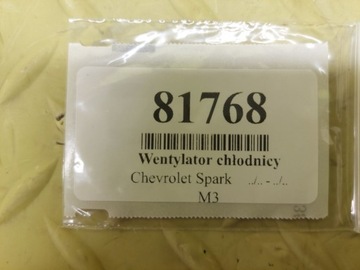 81768
Wentylator chłodnicy
Chevrolet Spark ../.. - ../..
M3